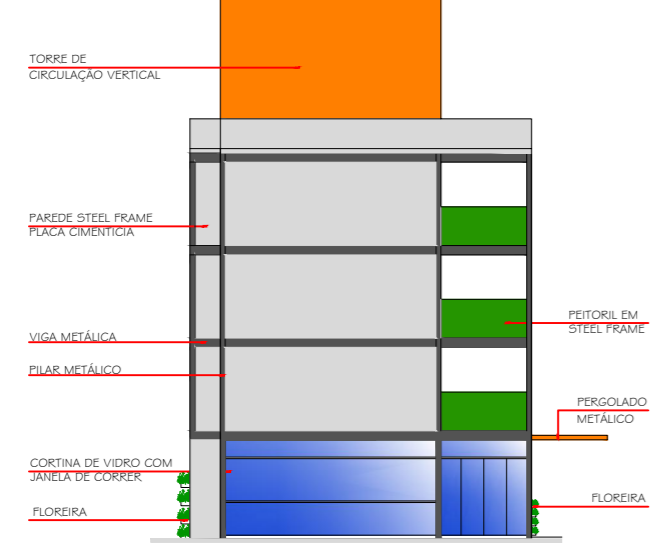 TORRE DE
CIRCULAÇÃO VERTICAL
PAREDE STEEL FRAME
PLACA CIMENTICIA
VIGA METÁLICA
PILAR METÁLICO
CORTINA DE VIDRO COM
JANELA DE CORRER
FLOREIRA
PEITORIL EM
STEEL FRAME
PERGOLADO
METÁLICO
FLOREIRA